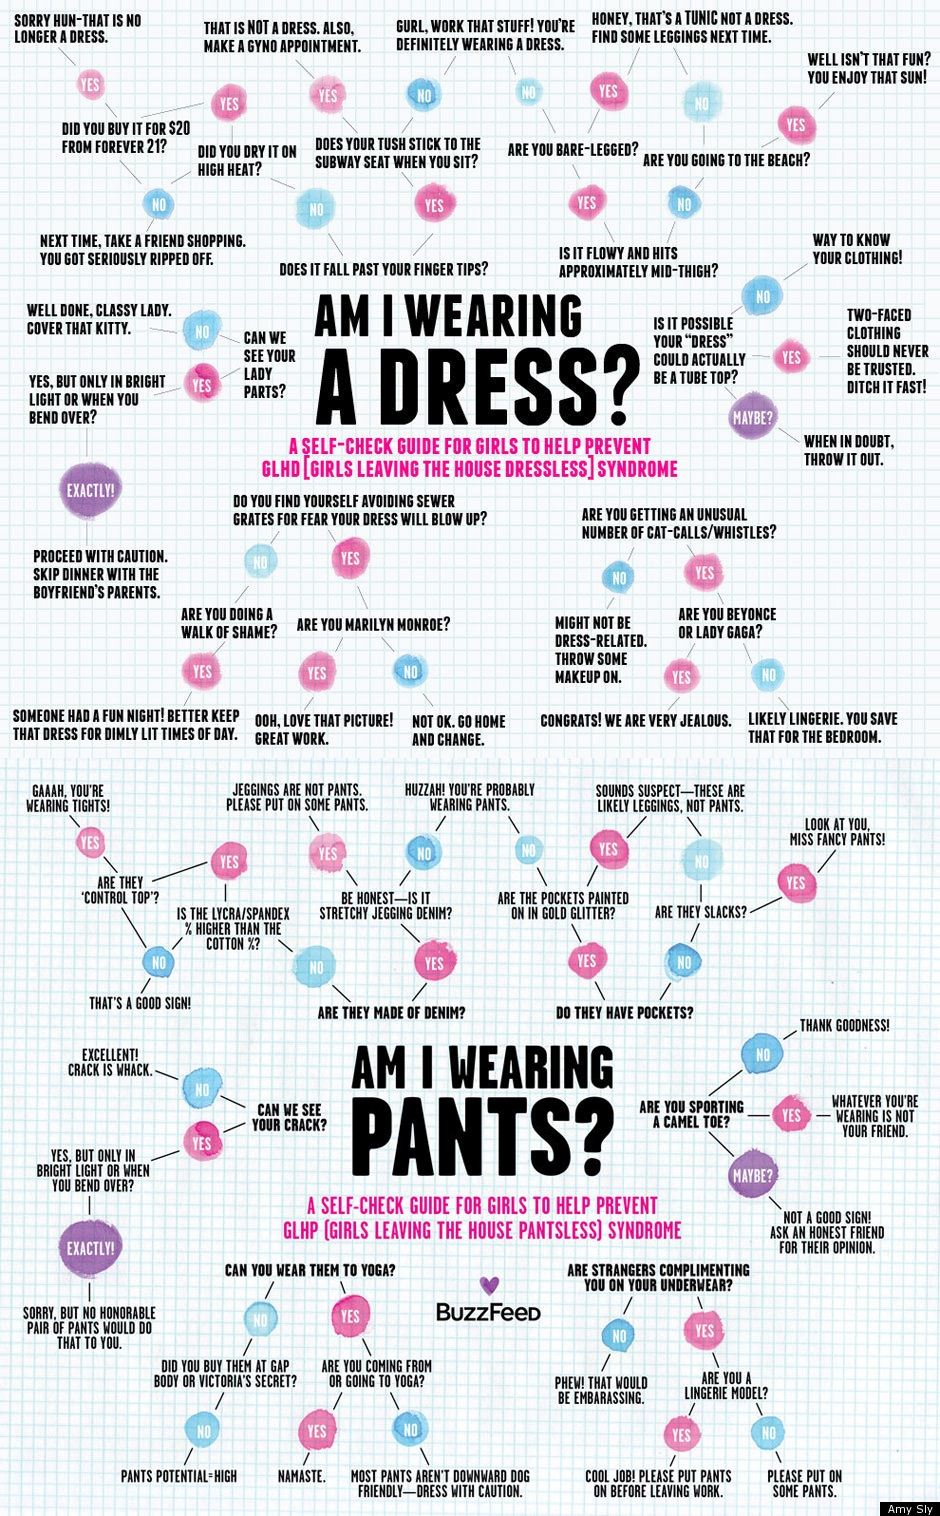 SORRY HUN-THAT IS NO
LONGER A DRESS.
THAT IS NOT A DRESS. ALSO,
MAKE A GYNO APPOINTMENT.
GURL, WORK THAT STUFF! YOU'RE
DEFINITELY WEARING A DRESS.
HONEY, THAT'S A TUNIC NOT A DRESS.
FIND SOME LEGGINGS NEXT TIME.
WELL ISN'T THAT FUN?
YOU ENJOY THAT SUN!
YES
YES
YES
NO
NO
YES
NO
YES
DID YOU BUY IT FOR $20
FROM FOREVER 21?
DID YOU DRY IT ON
HIGH HEAT?
DOES YOUR TUSH STICK TO THE
SUBWAY SEAT WHEN YOU SIT?
ARE YOU BARE-LEGGED?
ARE YOU GOING TO THE BEACH?
NO
NO
YES
YES
NO
NEXT TIME, TAKE A FRIEND SHOPPING.
YOU GOT SERIOUSLY RIPPED OFF.
DOES IT FALL PAST YOUR FINGER TIPS?
IS IT FLOWY AND HITS
APPROXIMATELY MID-THIGH?
WAY TO KNOW
YOUR CLOTHING!
NO
WELL DONE, CLASSY LADY.
COVER THAT KITTY.
NO
CAN WE
SEE YOUR
LADY
PARTS?
YES
YES, BUT ONLY IN BRIGHT
LIGHT OR WHEN YOU
BEND OVER?
AM I WEARING
A DRESS?
IS IT POSSIBLE
YOUR "DRESS"
COULD ACTUALLY
BE A TUBE TOP?
YES
TWO-FACED
CLOTHING
SHOULD NEVER
BE TRUSTED.
DITCH IT FAST!
MAYBE?
WHEN IN DOUBT,
THROW IT OUT.
A SELF-CHECK GUIDE FOR GIRLS TO HELP PREVENT
GLHD [GIRLS LEAVING THE HOUSE DRESSLESS] SYNDROME
EXACTLY!
PROCEED WITH CAUTION.
SKIP DINNER WITH THE
BOYFRIEND'S PARENTS.
DO YOU FIND YOURSELF AVOIDING SEWER
GRATES FOR FEAR YOUR DRESS WILL BLOW UP?
NO
YES
ARE YOU DOING A
WALK OF SHAME?
ARE YOU MARILYN MONROE?
YES
YES
NO
SOMEONE HAD A FUN NIGHT! BETTER KEEP
THAT DRESS FOR DIMLY LIT TIMES OF DAY.
OOH, LOVE THAT PICTURE!
GREAT WORK.
NOT OK. GO HOME
AND CHANGE.
ARE YOU GETTING AN UNUSUAL
NUMBER OF CAT-CALLS/WHISTLES?
NO
YES
MIGHT NOT BE
DRESS-RELATED.
THROW SOME
MAKEUP ON.
ARE YOU BEYONCE
OR LADY GAGA?
YES
NO
CONGRATS! WE ARE VERY JEALOUS.
LIKELY LINGERIE. YOU SAVE
THAT FOR THE BEDROOM.
GAAAH, YOU'RE
WEARING TIGHTS!
JEGGINGS ARE NOT PANTS.
PLEASE PUT ON SOME PANTS.
HUZZAH! YOU'RE PROBABLY
WEARING PANTS.
SOUNDS SUSPECT—THESE ARE
LIKELY LEGGINGS, NOT PANTS.
LOOK AT YOU,
MISS FANCY PANTS!
YES
YES
YES
NO
NO
YES
NO
YES
ARE THEY
'CONTROL TOP'?
IS THE LYCRA/SPANDEX
% HIGHER THAN THE
COTTON %?
BE HONEST—IS IT
STRETCHY JEGGING DENIM?
ARE THE POCKETS PAINTED
ON IN GOLD GLITTER?
ARE THEY SLACKS?
NO
NO
YES
YES
NO
THAT'S A GOOD SIGN!
ARE THEY MADE OF DENIM?
DO THEY HAVE POCKETS?
THANK GOODNESS!
NO
EXCELLENT!
CRACK IS WHACK.
NO
CAN WE SEE
YOUR CRACK?
YES
YES, BUT ONLY IN
BRIGHT LIGHT OR WHEN
YOU BEND OVER?
AM I WEARING
PANTS?
ARE YOU SPORTING
A CAMEL TOE?
YES
WHATEVER YOU'RE
WEARING IS NOT
YOUR FRIEND.
MAYBE?
NOT A GOOD SIGN!
ASK AN HONEST FRIEND
FOR THEIR OPINION.
A SELF-CHECK GUIDE FOR GIRLS TO HELP PREVENT
GLHP (GIRLS LEAVING THE HOUSE PANTSLESS) SYNDROME
EXACTLY!
SORRY, BUT NO HONORABLE
PAIR OF PANTS WOULD DO
THAT TO YOU.
CAN YOU WEAR THEM TO YOGA?
NO
YES
DID YOU BUY THEM AT GAP
BODY OR VICTORIA'S SECRET?
ARE YOU COMING FROM
OR GOING TO YOGA?
NO
YES
NO
PANTS POTENTIAL=HIGH
NAMASTE.
MOST PANTS AREN'T DOWNWARD DOG
FRIENDLY—DRESS WITH CAUTION.
BUZZFEED
ARE STRANGERS COMPLIMENTING
YOU ON YOUR UNDERWEAR?
NO
YES
PHEW! THAT WOULD
BE EMBARASSING.
ARE YOU A
LINGERIE MODEL?
YES
NO
COOL JOB! PLEASE PUT PANTS
ON BEFORE LEAVING WORK.
PLEASE PUT ON
SOME PANTS.
Amy Sly